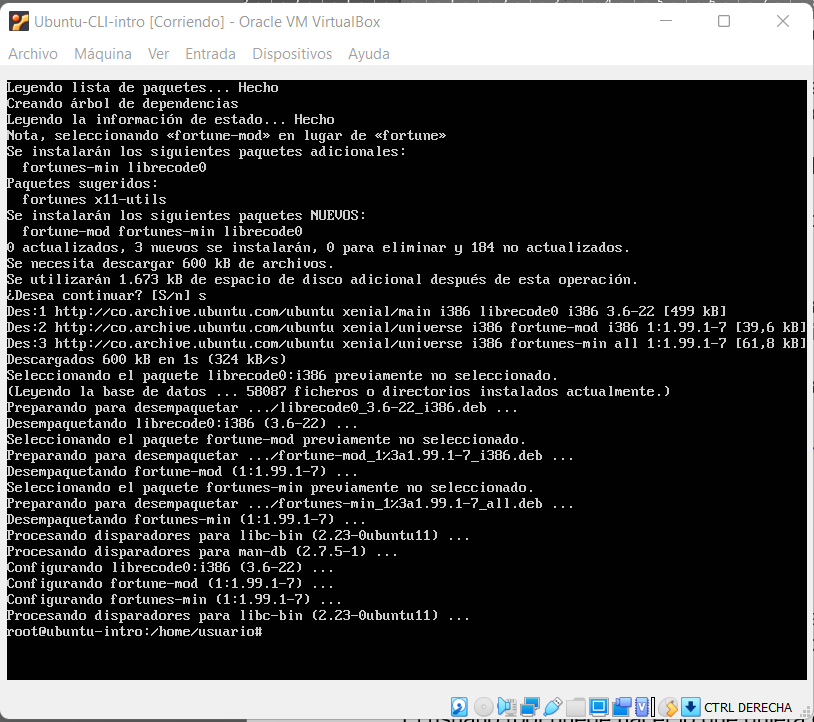 Ubuntu-CLI-intro [Corriendo] - Oracle VM VirtualBox
Archivo Máquina Ver Entrada Dispositivos Ayuda
Leyendo lista de paquetes... Hecho
Creando árbol de dependencias
Leyendo la información de estado... Hecho
Nota, seleccionando «fortune-mod» en lugar de «fortune»
Se instalarán los siguientes paquetes adicionales:
  fortunes-min librecode0
Paquetes sugeridos:
  fortunes x11-utils
Se instalarán los siguientes paquetes NUEVOS:
  fortune-mod fortunes-min librecode0
0 actualizados, 3 nuevos se instalarán, 0 para eliminar y 184 no actualizados.
Se necesita descargar 600 kB de archivos.
Se utilizarán 1.673 kB de espacio de disco adicional después de esta operación.
¿Desea continuar? [S/n] s
Des:1 http://co.archive.ubuntu.com/ubuntu xenial/main i386 librecode0 i386 3.6-22 [499 kB]
Des:2 http://co.archive.ubuntu.com/ubuntu xenial/universe i386 fortune-mod i386 1:1.99.1-7 [39,6 kB]
Des:3 http://co.archive.ubuntu.com/ubuntu xenial/universe i386 fortunes-min all 1:1.99.1-7 [61,8 kB]
Descargados 600 kB en 1s (324 kB/s)
Seleccionando el paquete librecode0:i386 previamente no seleccionado.
(Leyendo la base de datos ... 58087 ficheros o directorios instalados actualmente.)
Preparando para desempaquetar .../librecode0_3.6-22_i386.deb ...
Desempaquetando librecode0:i386 (3.6-22) ...
Seleccionando el paquete fortune-mod previamente no seleccionado.
Preparando para desempaquetar .../fortune-mod_1%3a1.99.1-7_i386.deb ...
Desempaquetando fortune-mod (1:1.99.1-7) ...
Seleccionando el paquete fortunes-min previamente no seleccionado.
Preparando para desempaquetar .../fortunes-min_1%3a1.99.1-7_all.deb ...
Desempaquetando fortunes-min (1:1.99.1-7) ...
Procesando disparadores para libc-bin (2.23-0ubuntu11) ...
Procesando disparadores para man-db (2.7.5-1) ...
Configurando librecode0:i386 (3.6-22) ...
Configurando fortune-mod (1:1.99.1-7) ...
Configurando fortunes-min (1:1.99.1-7) ...
Procesando disparadores para libc-bin (2.23-0ubuntu11) ...
root@ubuntu-intro:/home/usuario#
CTRL DERECHA